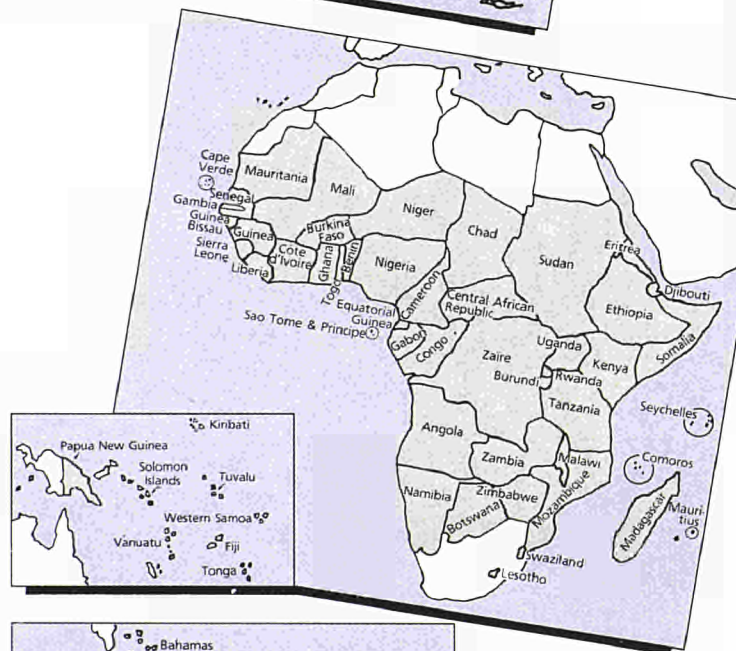 Cape
Verde
Mauritania
Mali
Niger
Chad
Sudan
Eritrea
Djibouti
Senegal
Gambia
Guinea
Bissau
Guinea
Burkina
Faso
Sierra
Leone
Liberia
Côte
d'Ivoire
Ghana
Togo
Benin
Nigeria
Cameroon
Central African
Republic
Ethiopia
Somalia
Equatorial
Guinea
Sao Tome & Principe
Gabon
Congo
Zaire
Uganda
Kenya
Burundi
Rwanda
Tanzania
Seychelles
Angola
Zambia
Malawi
Comoros
Namibia
Zimbabwe
Botswana
Mozambique
Madagascar
Mauri-
tius
Swaziland
Lesotho
Kiribati
Papua New Guinea
Solomon
Islands
Tuvalu
Western Samoa
Vanuatu
Fiji
Tonga
Bahamas